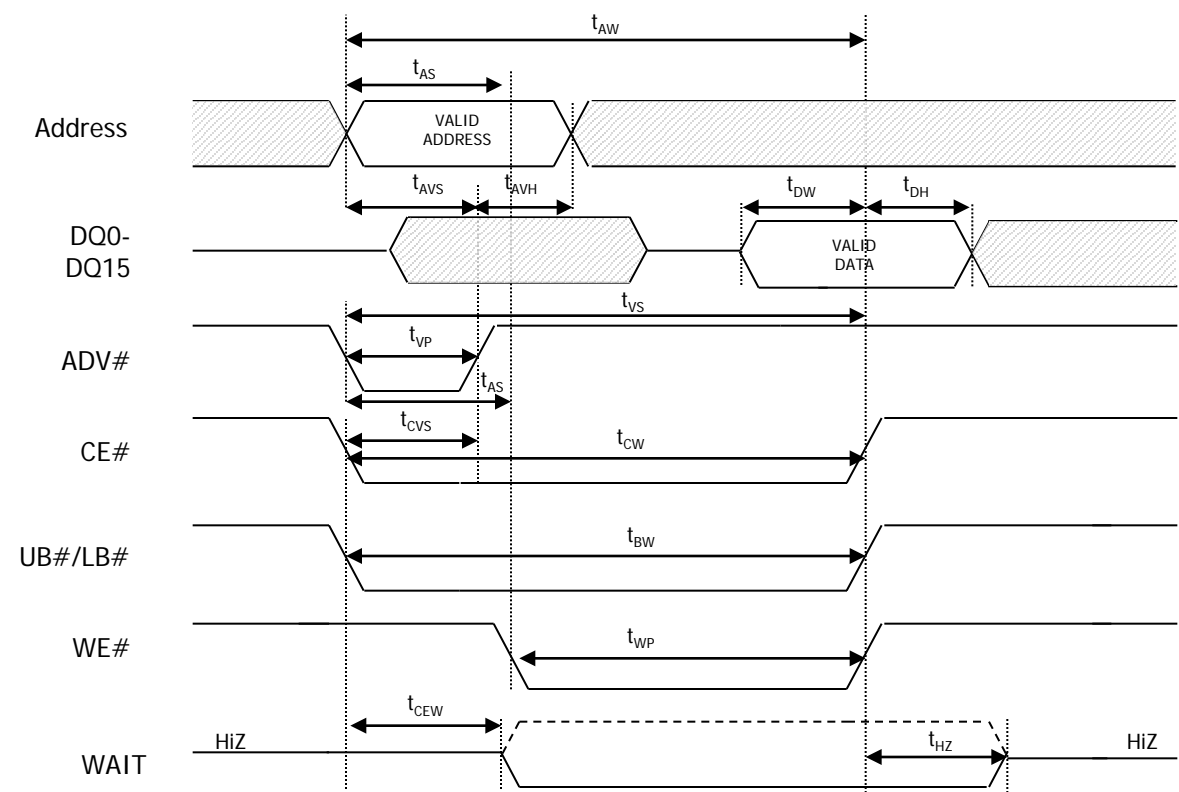 tAW
tAS
Address
VALID
ADDRESS
tAVS
tAVH
tDW
tDH
DQ0-
DQ15
VALID
DATA
tVS
ADV#
tVP
tAS
CE#
tCVS
tCW
UB#/LB#
tBW
WE#
tWP
tCEW
HiZ
tHZ
HiZ
WAIT